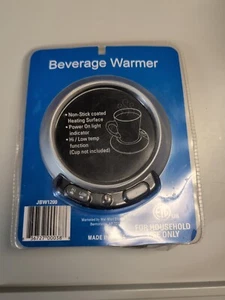 Beverage Warmer
• Non-Stick coated
Heating Surface
• Power On light
indicator
• Hi / Low temp
function
(Cup not included)
JBW1200
MADE
FOR HOUSEHOLD
USE ONLY